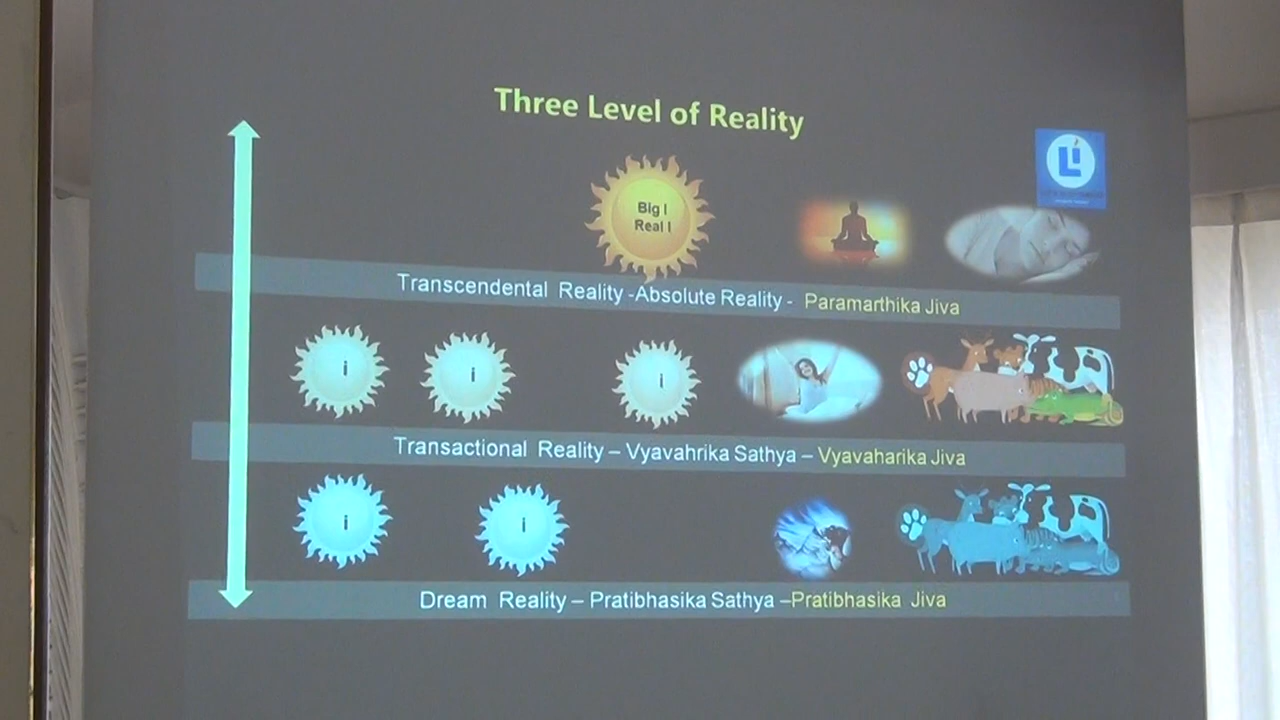 Three Level of Reality
Li
Big I
Real I
Transcendental Reality -Absolute Reality - Paramarthika Jiva
i
i
i
Transactional Reality – Vyavahrika Sathya – Vyavaharika Jiva
i
i
Dream Reality – Pratibhasika Sathya –Pratibhasika Jiva